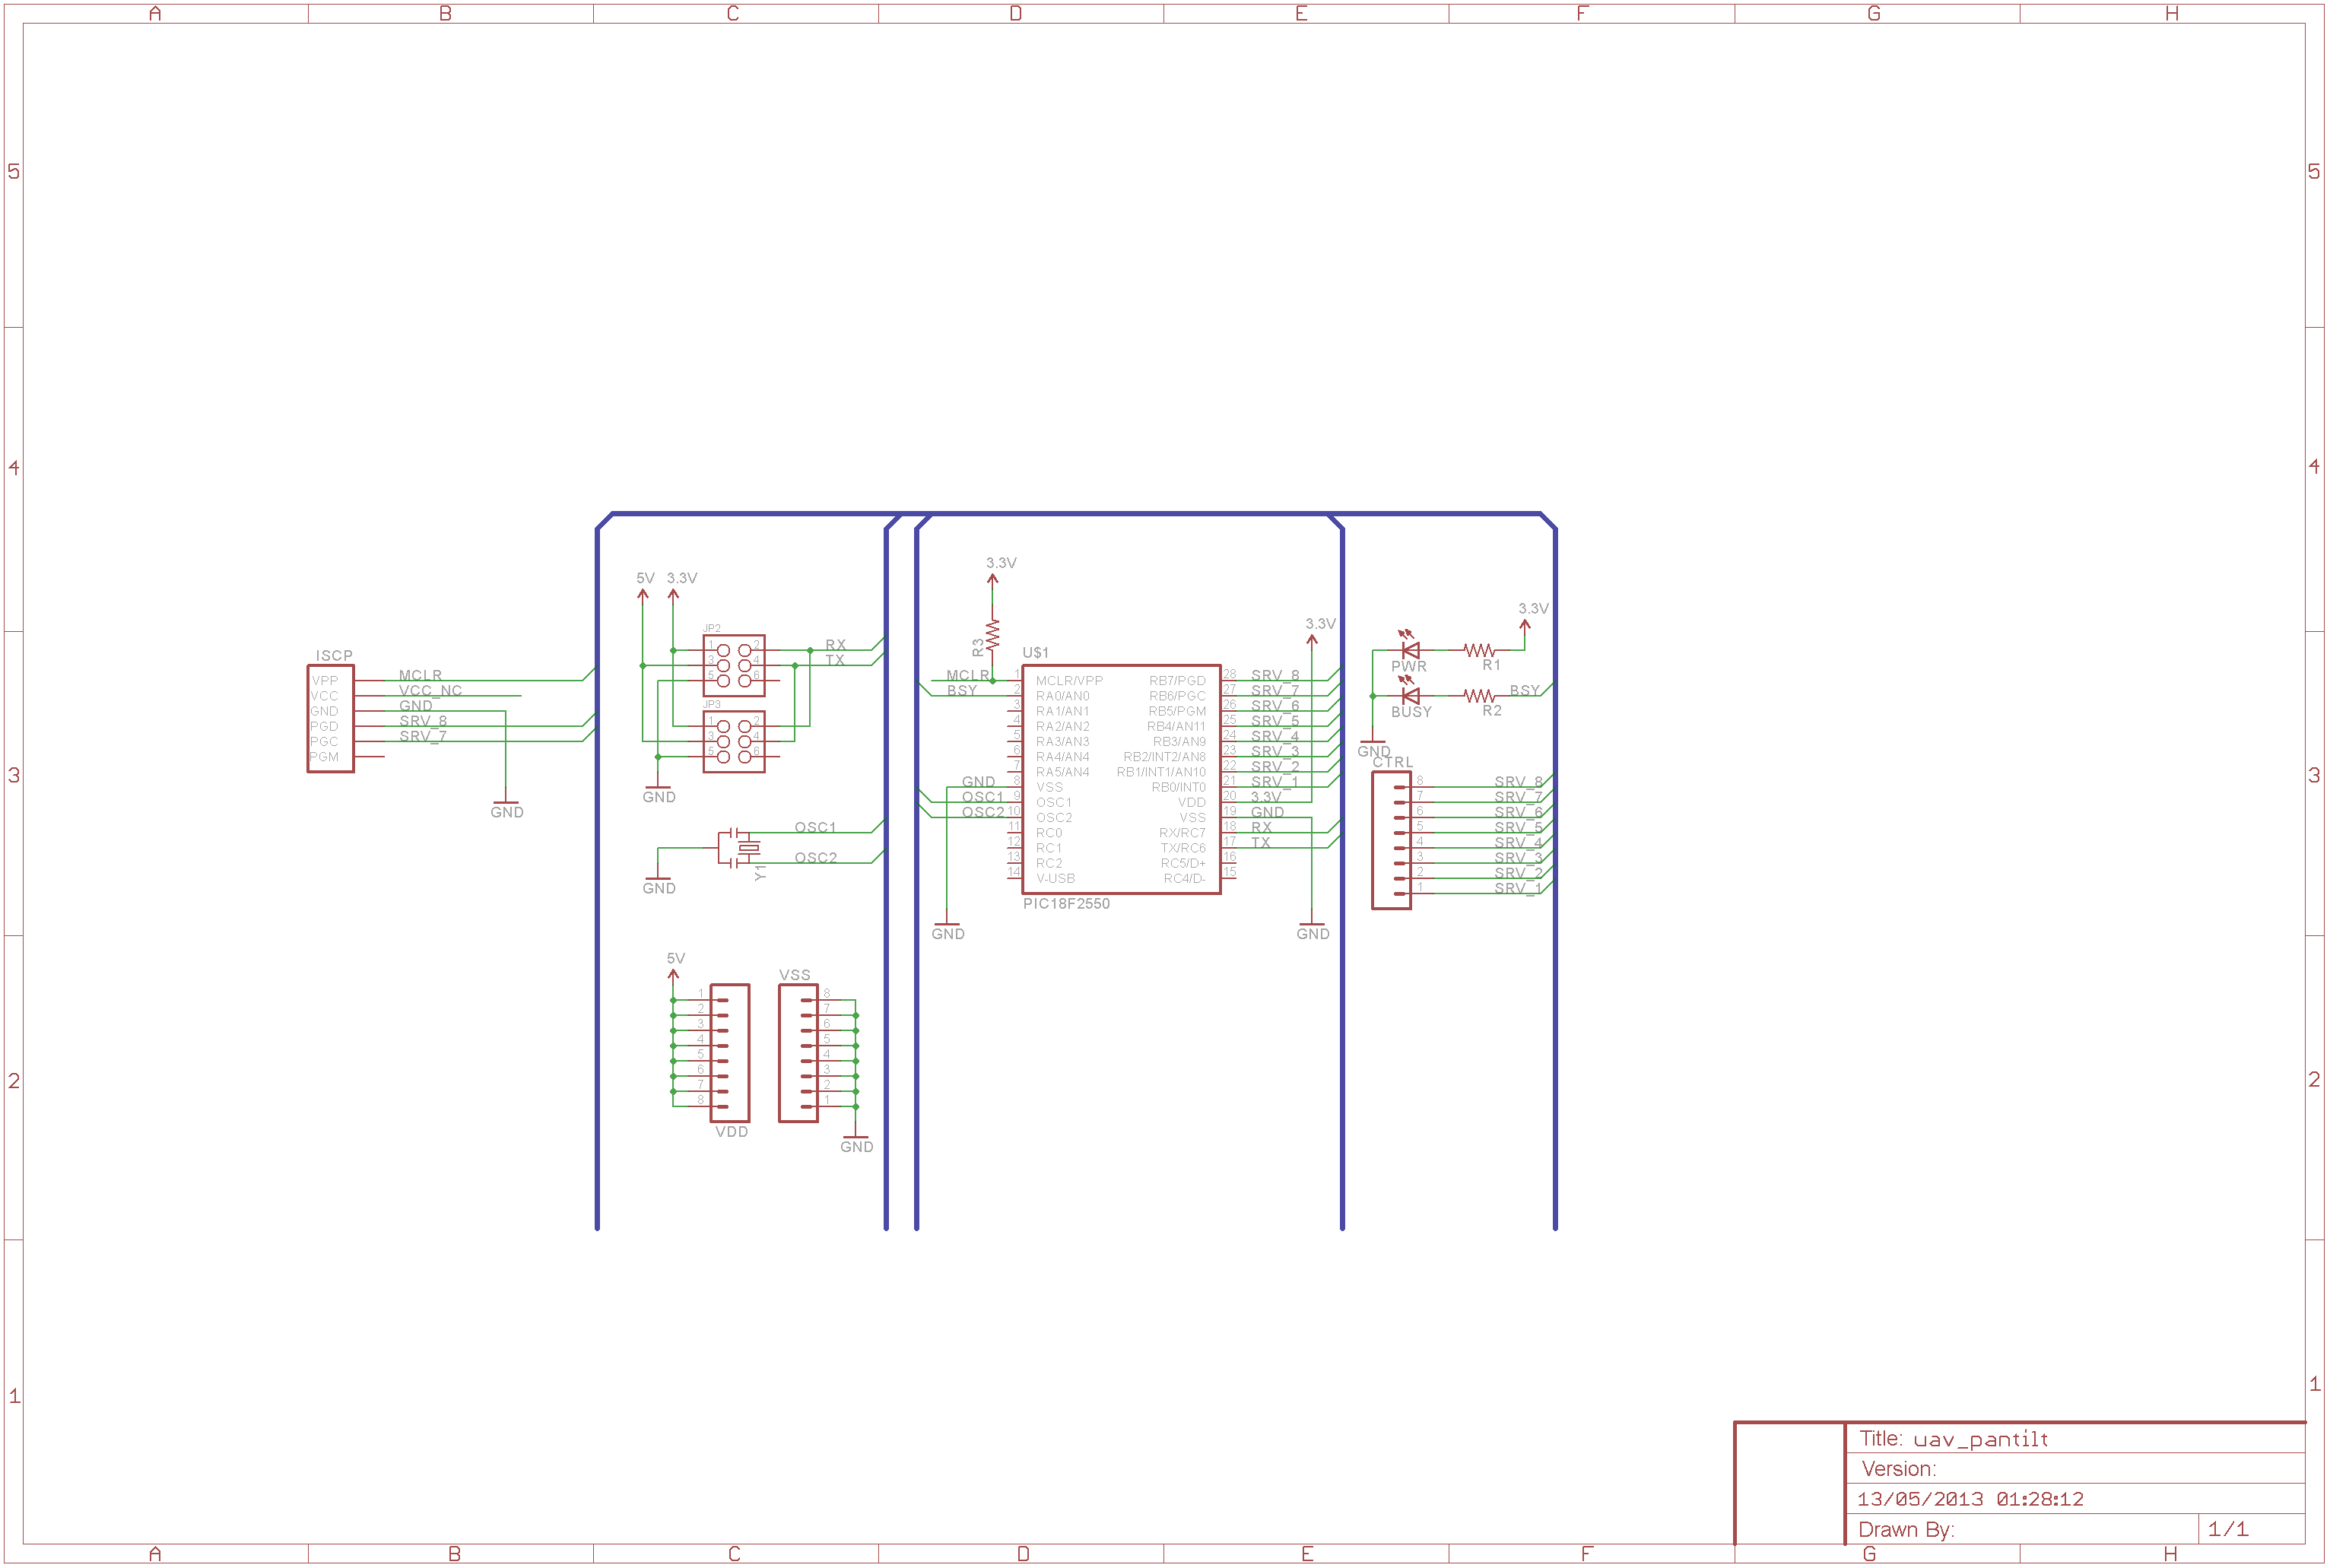 A B C D E F G H
5 5
4 4
3 3
2 2
1 1
A B C D E F G H
ISCP
VPP MCLR
VCC VCC_NC
GND GND
PGD SRV_8
PGC SRV_7
PGM
GND
5V 3.3V
JP2
1 2 RX
3 4 TX
5 6
JP3
1 2
3 4
5 6
GND
OSC1
OSC2
Y1
GND
5V
1
2
3
4
5
6
7
8
VDD
VSS
8
7
6
5
4
3
2
1
GND
3.3V
R3
U$1
MCLR 1 MCLR/VPP
BSY 2 RA0/AN0
3 RA1/AN1
4 RA2/AN2
5 RA3/AN3
6 RA4/AN4
7 RA5/AN4
GND 8 VSS
OSC1 9 OSC1
OSC2 10 OSC2
11 RC0
12 RC1
13 RC2
14 V-USB
RB7/PGD 28 SRV_8
RB6/PGC 27 SRV_7
RB5/PGM 26 SRV_6
RB4/AN11 25 SRV_5
RB3/AN9 24 SRV_4
RB2/INT2/AN8 23 SRV_3
RB1/INT1/AN10 22 SRV_2
RB0/INT0 21 SRV_1
VDD 20 3.3V
VSS 19 GND
RX/RC7 18 RX
TX/RC6 17 TX
RC5/D+ 16
RC4/D- 15
PIC18F2550
GND
3.3V
GND
3.3V
PWR R1
BSY
BUSY R2
GND
CTRL
8 SRV_8
7 SRV_7
6 SRV_6
5 SRV_5
4 SRV_4
3 SRV_3
2 SRV_2
1 SRV_1
Title: uav_pantilt
Version:
13/05/2013 01:28:12
Drawn By: 1/1